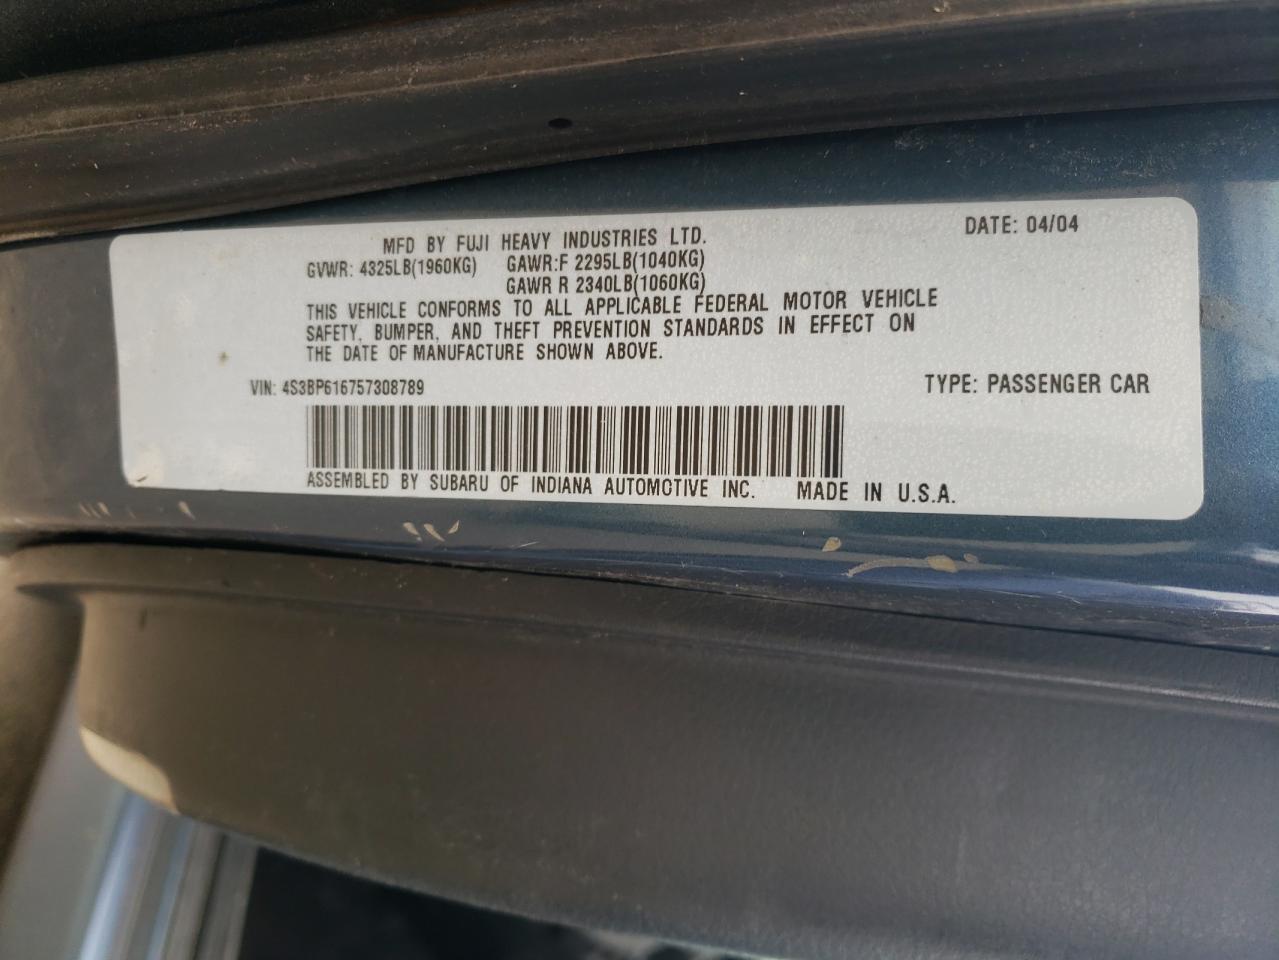 MFD BY FUJI HEAVY INDUSTRIES LTD. DATE: 04/04
GVWR: 4325LB(1960KG) GAWR:F 2295LB(1040KG)
GAWR R 2340LB(1060KG)
THIS VEHICLE CONFORMS TO ALL APPLICABLE FEDERAL MOTOR VEHICLE
SAFETY, BUMPER, AND THEFT PREVENTION STANDARDS IN EFFECT ON
THE DATE OF MANUFACTURE SHOWN ABOVE.
VIN: 4S3BP616757308789 TYPE: PASSENGER CAR
ASSEMBLED BY SUBARU OF INDIANA AUTOMOTIVE INC. MADE IN U.S.A.